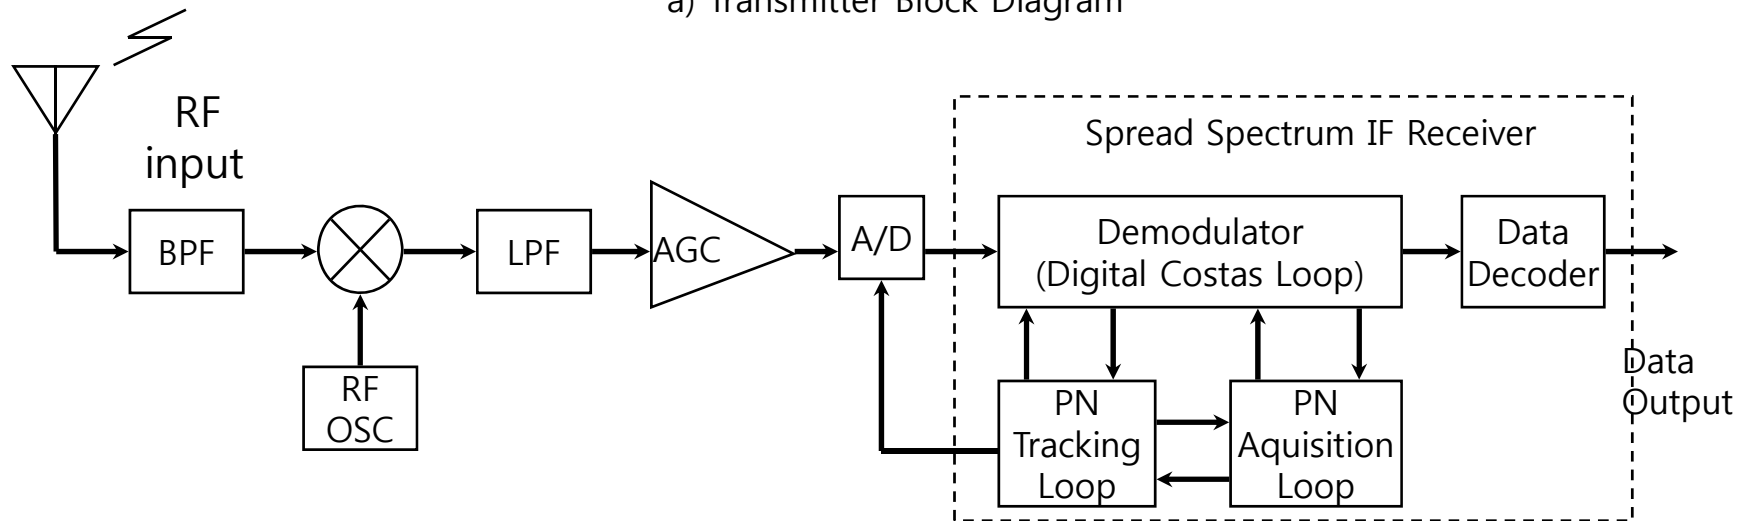 a) Transmitter Block Diagram
RF
input
Spread Spectrum IF Receiver
BPF
LPF
AGC
A/D
Demodulator
(Digital Costas Loop)
Data
Decoder
RF
OSC
PN
Tracking
Loop
PN
Aquisition
Loop
Data
Output